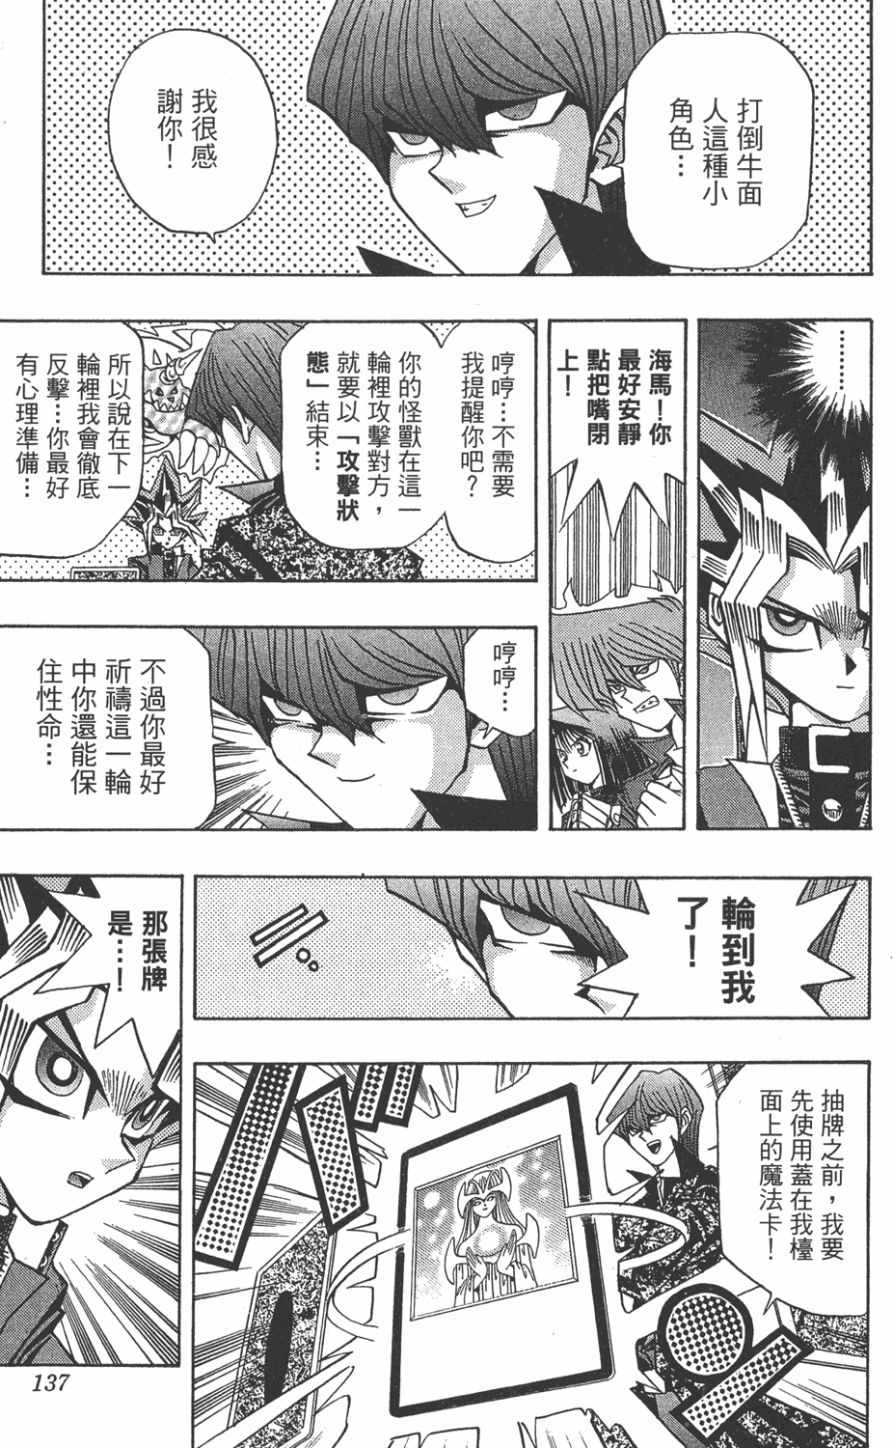 打倒牛面
人這種小
角色…
我很感
謝你！
………
海馬！你
最好安靜
點把嘴閉
上！
哼哼…不需要
我提醒你吧？
你的怪獸在這一
輪裡攻擊對方，
就要以「攻擊狀
態」結束…
所以說在下一
輪裡我會徹底
反擊…你最好
有心理準備…
哼哼…
不過你最好
祈禱這一輪
中你還能保
住性命…
輪到我
了！
那張牌
是…！
抽牌之前，我要
先使用蓋在我檯
面上的魔法卡！
137